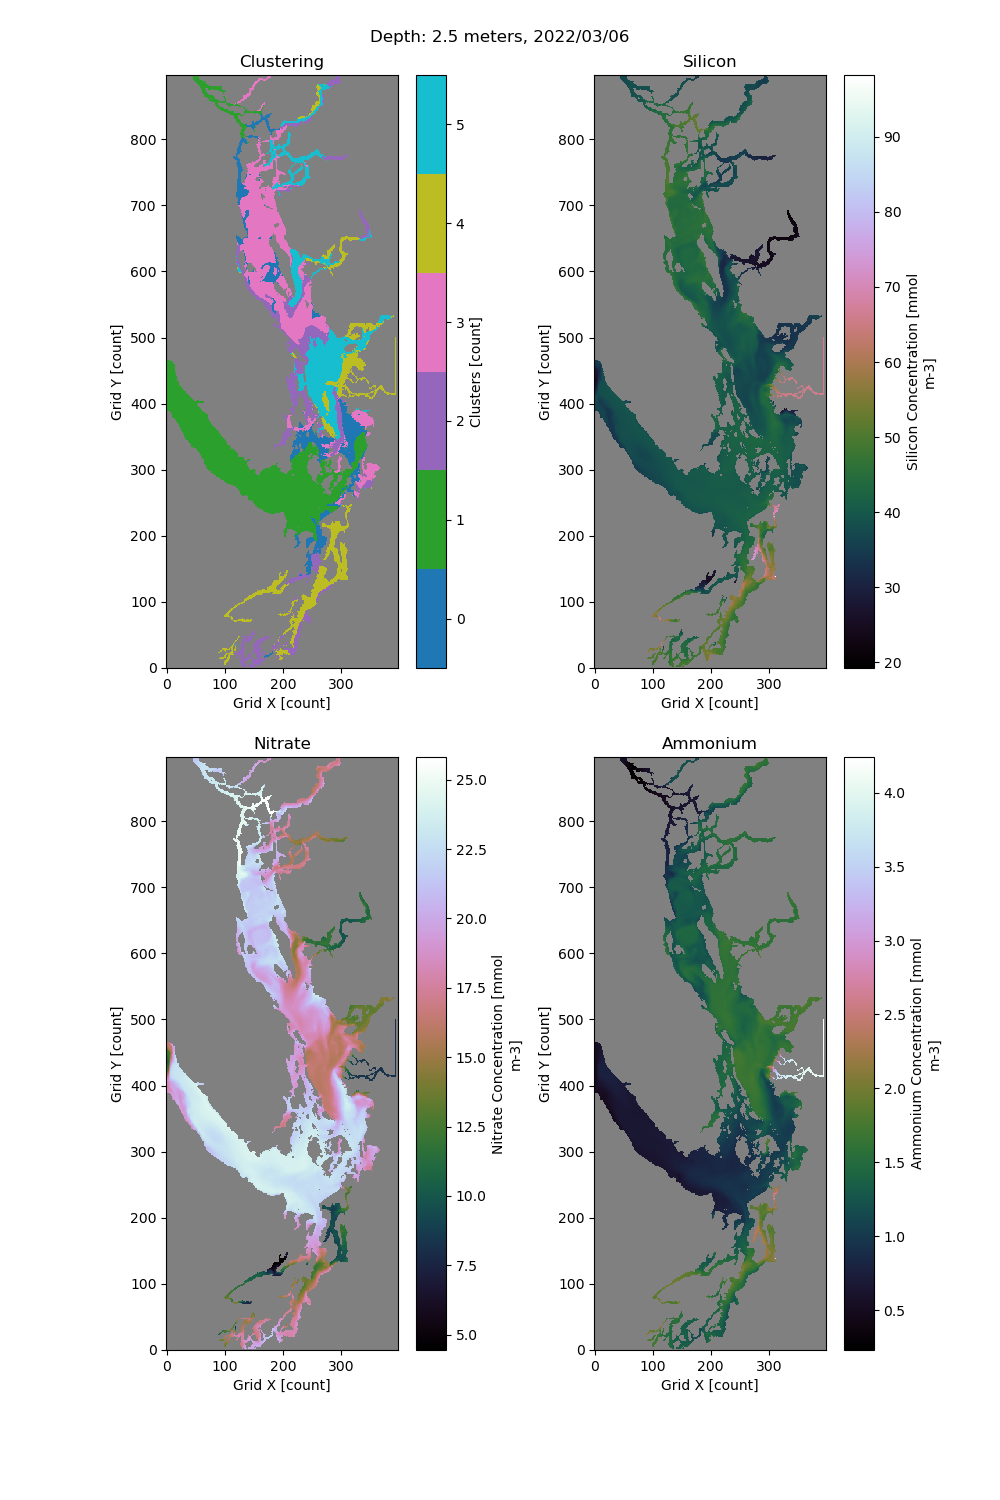 Depth: 2.5 meters, 2022/03/06
Clustering
Silicon
800
700
600
500
400
300
200
100
0
0 100 200 300
Grid X [count]
Grid Y [count]
5
4
3
2
1
0
Clusters [count]
800
700
600
500
400
300
200
100
0
0 100 200 300
Grid X [count]
Grid Y [count]
90
80
70
60
50
40
30
20
Silicon Concentration [mmol
m-3]
Nitrate
Ammonium
800
700
600
500
400
300
200
100
0
0 100 200 300
Grid X [count]
Grid Y [count]
25.0
22.5
20.0
17.5
15.0
12.5
10.0
7.5
5.0
Nitrate Concentration [mmol
m-3]
800
700
600
500
400
300
200
100
0
0 100 200 300
Grid X [count]
Grid Y [count]
4.0
3.5
3.0
2.5
2.0
1.5
1.0
0.5
Ammonium Concentration [mmol
m-3]